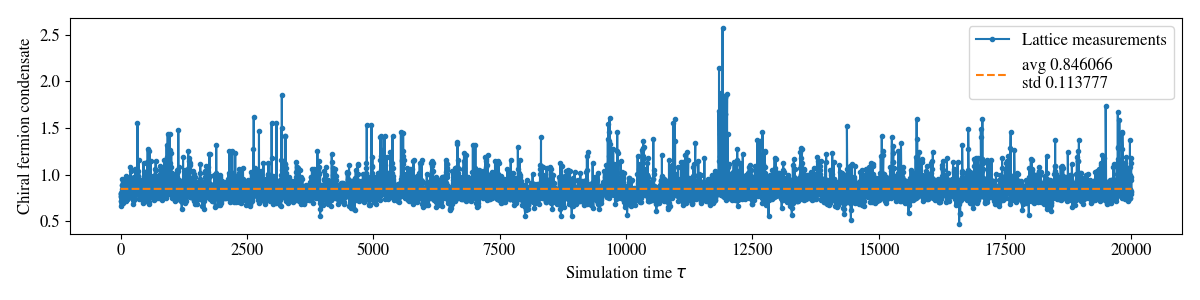 Chiral fermion condensate
2.5
2.0
1.5
1.0
0.5
0
2500
5000
7500
10000
12500
15000
17500
20000
Simulation time τ
Lattice measurements
avg 0.846066
std 0.113777